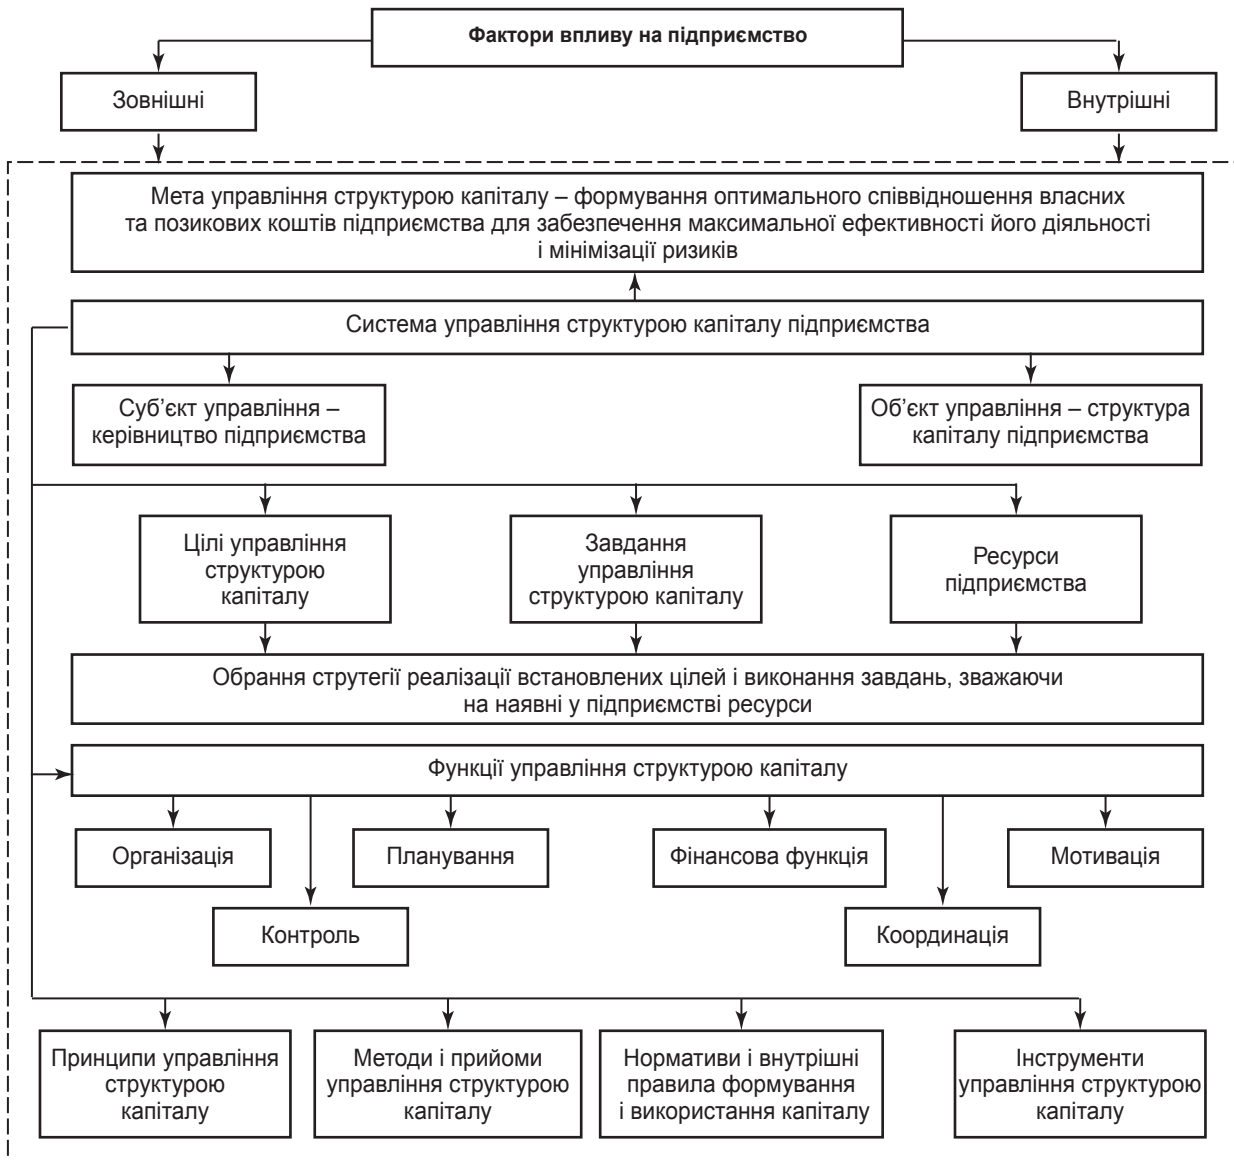 Фактори впливу на підприємство
Зовнішні
Внутрішні
Мета управління структурою капіталу – формування оптимального співвідношення власних
та позикових коштів підприємства для забезпечення максимальної ефективності його діяльності
і мінімізації ризиків
Система управління структурою капіталу підприємства
Суб’єкт управління –
керівництво підприємства
Об’єкт управління – структура
капіталу підприємства
Цілі управління
структурою
капіталу
Завдання
управління
структурою капіталу
Ресурси
підприємства
Обрання струтегії реалізації встановлених цілей і виконання завдань, зважаючи
на наявні у підприємстві ресурси
Функції управління структурою капіталу
Організація
Планування
Фінансова функція
Мотивація
Контроль
Координація
Принципи управління
структурою
капіталу
Методи і прийоми
управління структурою
капіталу
Нормативи і внутрішні
правила формування
і використання капіталу
Інструменти
управління структурою
капіталу